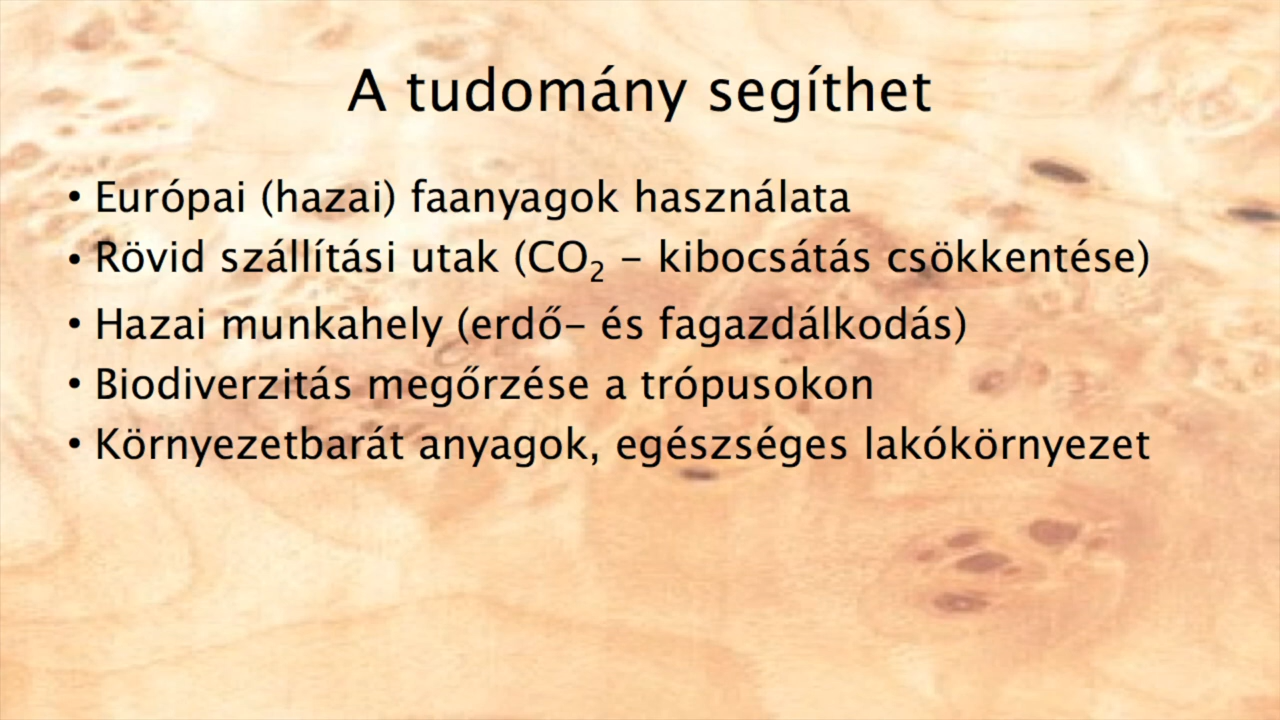 A tudomány segíthet
• Európai (hazai) faanyagok használata
• Rövid szállítási utak (CO₂ – kibocsátás csökkentése)
• Hazai munkahely (erdő– és fagazdálkodás)
• Biodiverzitás megőrzése a trópusokon
• Környezetbarát anyagok, egészséges lakókörnyezet